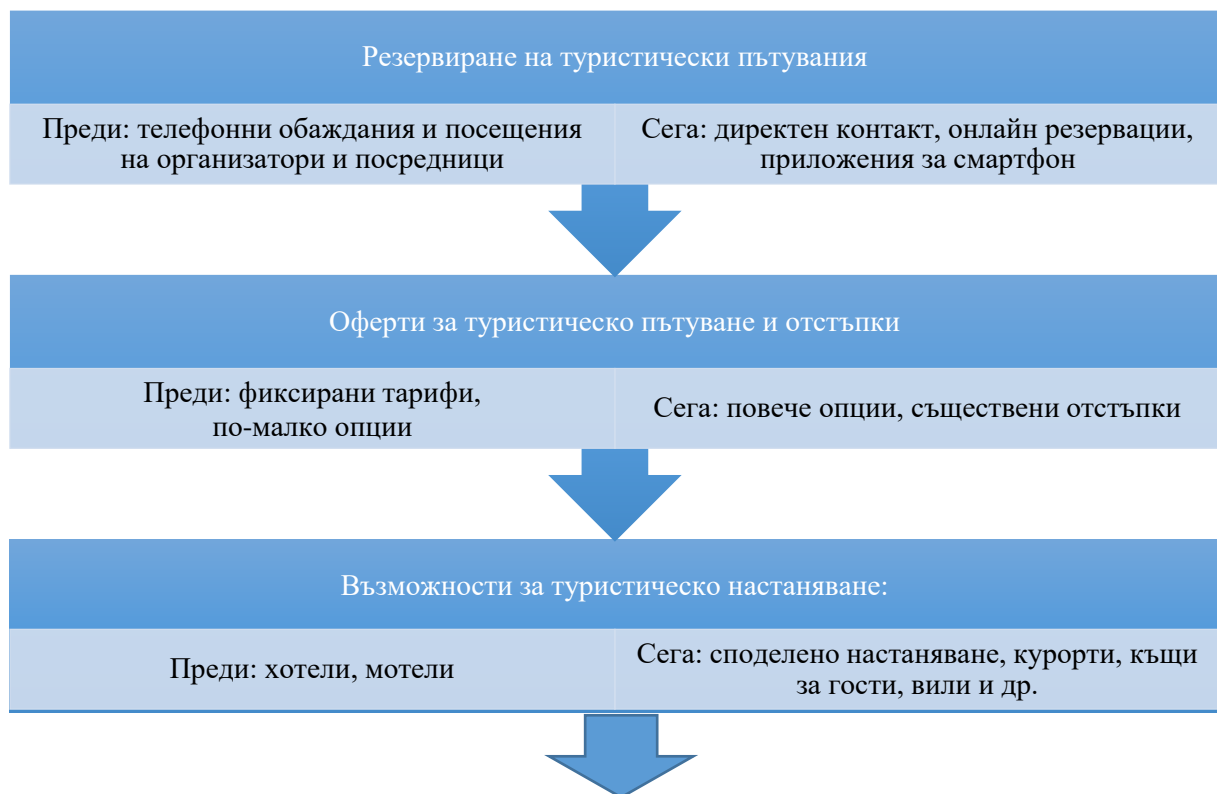 Резервиране на туристически пътувания
Преди: телефонни обаждания и посещения
на организатори и посредници
Сега: директен контакт, онлайн резервации,
приложения за смартфон
Оферти за туристическо пътуване и отстъпки
Преди: фиксирани тарифи,
по-малко опции
Сега: повече опции, съществени отстъпки
Възможности за туристическо настаняване:
Преди: хотели, мотели
Сега: споделено настаняване, курорти, къщи
за гости, вили и др.